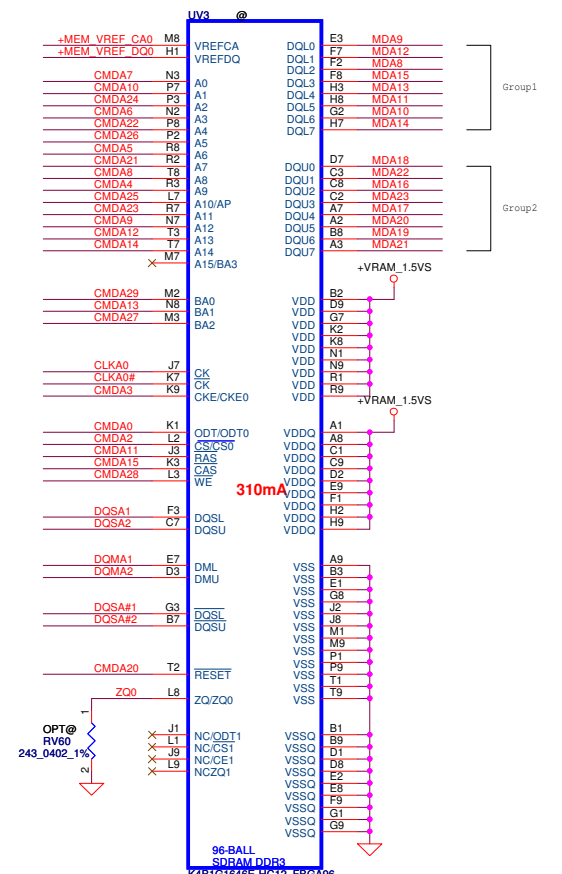 UV3 @
+MEM_VREF_CA0 M8 VREFCA
+MEM_VREF_DQ0 H1 VREFDQ
CMDA7 N3 A0
CMDA10 P7 A1
CMDA24 P3 A2
CMDA6 N2 A3
CMDA22 P8 A4
CMDA26 P2 A5
CMDA5 R8 A6
CMDA21 R2 A7
CMDA8 T8 A8
CMDA4 R3 A9
CMDA25 L7 A10/AP
CMDA23 R7 A11
CMDA9 N7 A12
CMDA12 T3 A13
CMDA14 T7 A14
M7 A15/BA3
CMDA29 M2 BA0
CMDA13 N8 BA1
CMDA27 M3 BA2
CLKA0 J7 CK
CLKA0# K7 CK
CMDA3 K9 CKE/CKE0
CMDA0 K1 ODT/ODT0
CMDA2 L2 CS/CS0
CMDA11 J3 RAS
CMDA15 K3 CAS
CMDA28 L3 WE
310mA
DQSA1 F3 DQSL
DQSA2 C7 DQSU
DQMA1 E7 DML
DQMA2 D3 DMU
DQSA#1 G3 DQSL
DQSA#2 B7 DQSU
CMDA20 T2 RESET
ZQ0 L8 ZQ/ZQ0
1
OPT@
RV60
243_0402_1%
2
J1 NC/ODT1
L1 NC/CS1
J9 NC/CE1
L9 NCZQ1
DQL0 E3 MDA9
DQL1 F7 MDA12
DQL2 F2 MDA8
DQL3 F8 MDA15
DQL4 H3 MDA13
DQL5 H8 MDA11
DQL6 G2 MDA10
DQL7 H7 MDA14
Group1
DQU0 D7 MDA18
DQU1 C3 MDA22
DQU2 C8 MDA16
DQU3 C2 MDA23
DQU4 A7 MDA17
DQU5 A2 MDA20
DQU6 B8 MDA19
DQU7 A3 MDA21
Group2
+VRAM_1.5VS
VDD B2
VDD D9
VDD G7
VDD K2
VDD K8
VDD N1
VDD N9
VDD R1
VDD R9
+VRAM_1.5VS
VDDQ A1
VDDQ A8
VDDQ C1
VDDQ C9
VDDQ D2
VDDQ E9
VDDQ F1
VDDQ H2
VDDQ H9
VSS A9
VSS B3
VSS E1
VSS G8
VSS J2
VSS J8
VSS M1
VSS M9
VSS P1
VSS P9
VSS T1
VSS T9
VSSQ B1
VSSQ B9
VSSQ D1
VSSQ D8
VSSQ E2
VSSQ E8
VSSQ F9
VSSQ G1
VSSQ G9
96-BALL
SDRAM DDR3
K4B1G1646E-HC12_FBGA96